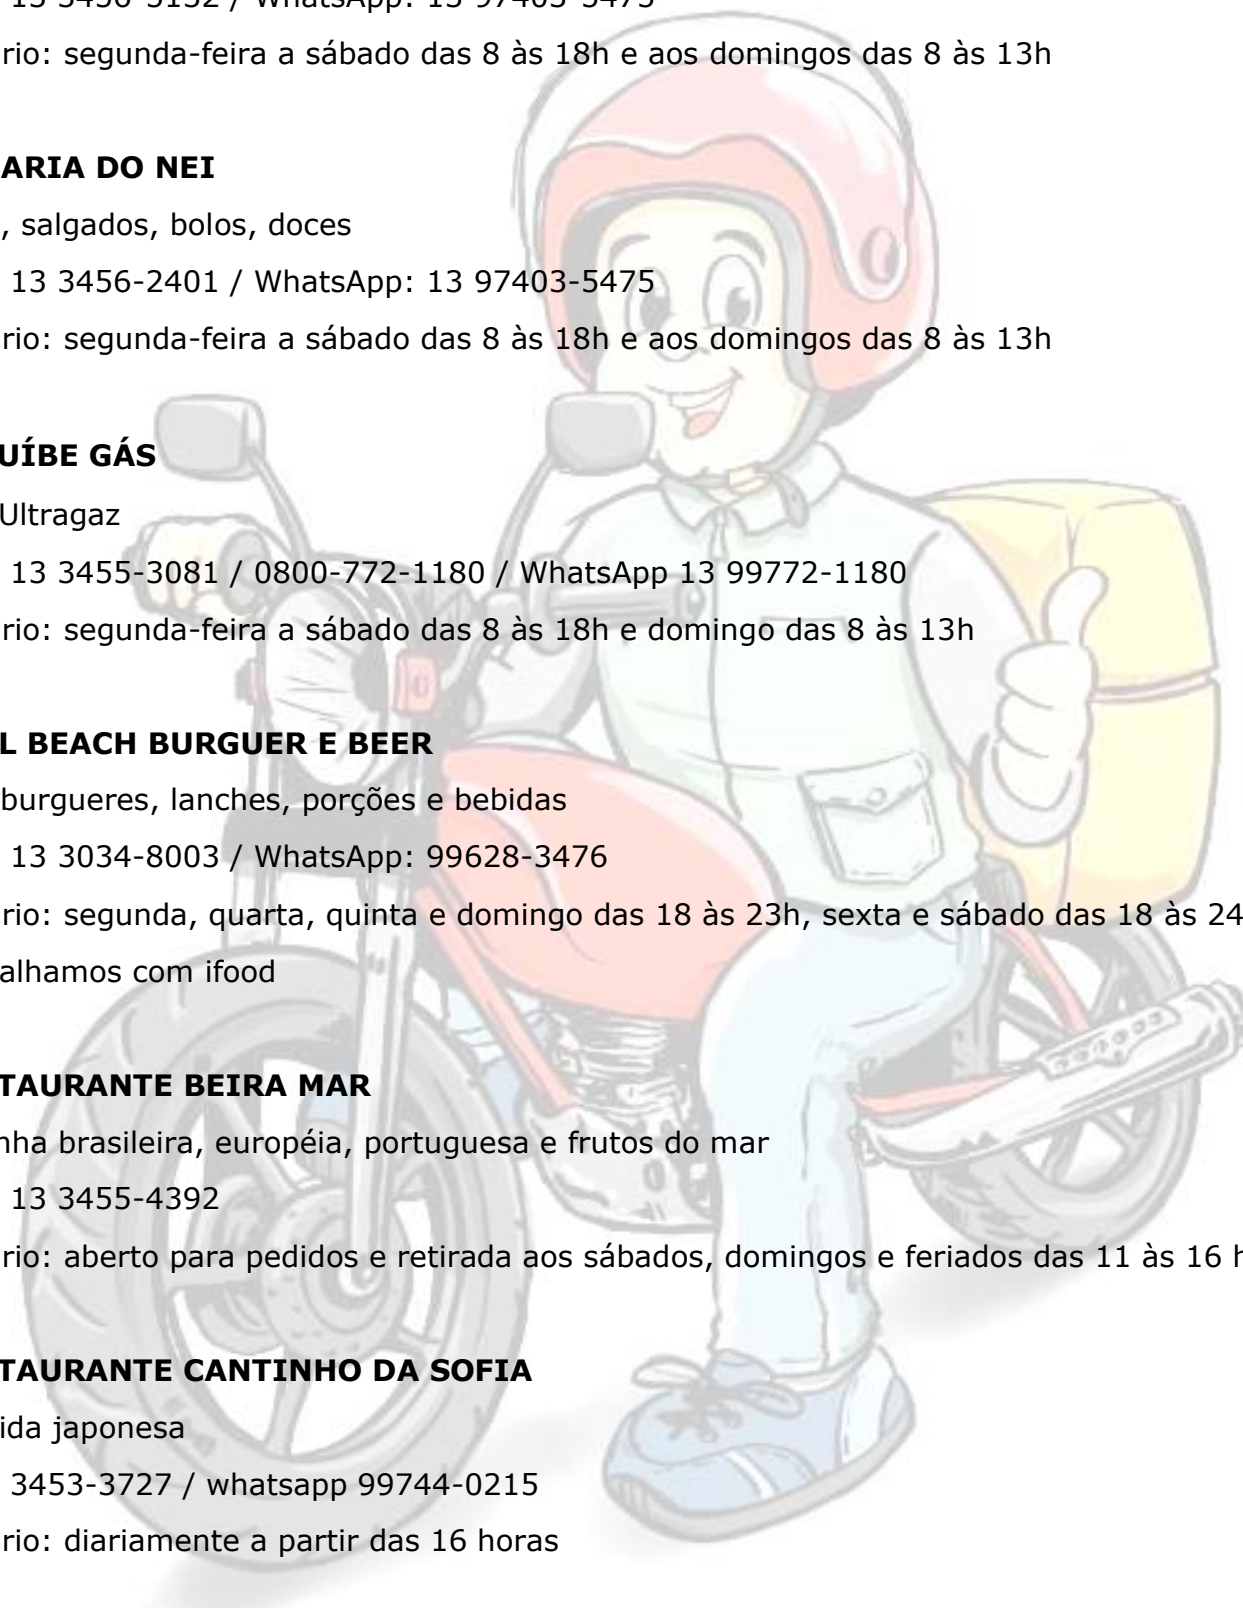 13 3456-5152 / WhatsApp: 13 97403-5475
rio: segunda-feira a sábado das 8 às 18h e aos domingos das 8 às 13h
ARIA DO NEI
, salgados, bolos, doces
13 3456-2401 / WhatsApp: 13 97403-5475
rio: segunda-feira a sábado das 8 às 18h e aos domingos das 8 às 13h
UÍBE GÁS
Ultragaz
13 3455-3081 / 0800-772-1180 / WhatsApp 13 99772-1180
rio: segunda-feira a sábado das 8 às 18h e domingo das 8 às 13h
L BEACH BURGUER E BEER
burgueres, lanches, porções e bebidas
13 3034-8003 / WhatsApp: 99628-3476
rio: segunda, quarta, quinta e domingo das 18 às 23h, sexta e sábado das 18 às 24
alhamos com ifood
TAURANTE BEIRA MAR
nha brasileira, européia, portuguesa e frutos do mar
13 3455-4392
rio: aberto para pedidos e retirada aos sábados, domingos e feriados das 11 às 16 h
TAURANTE CANTINHO DA SOFIA
ida japonesa
3453-3727 / whatsapp 99744-0215
rio: diariamente a partir das 16 horas